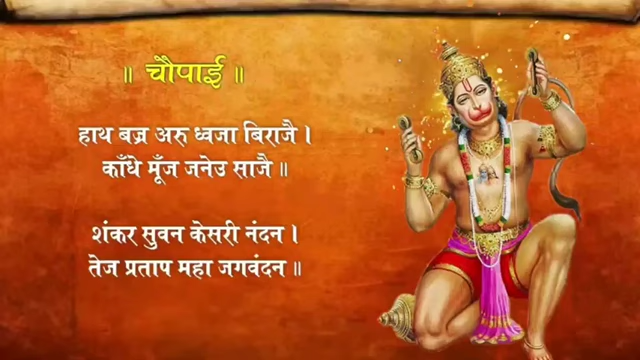 ॥ चौपाई ॥
हाथ बज्र अरु ध्वजा बिराजै ।
काँधे मूँज जनेउ साजै ॥
शंकर सुवन केसरी नंदन ।
तेज प्रताप महा जगवंदन ॥